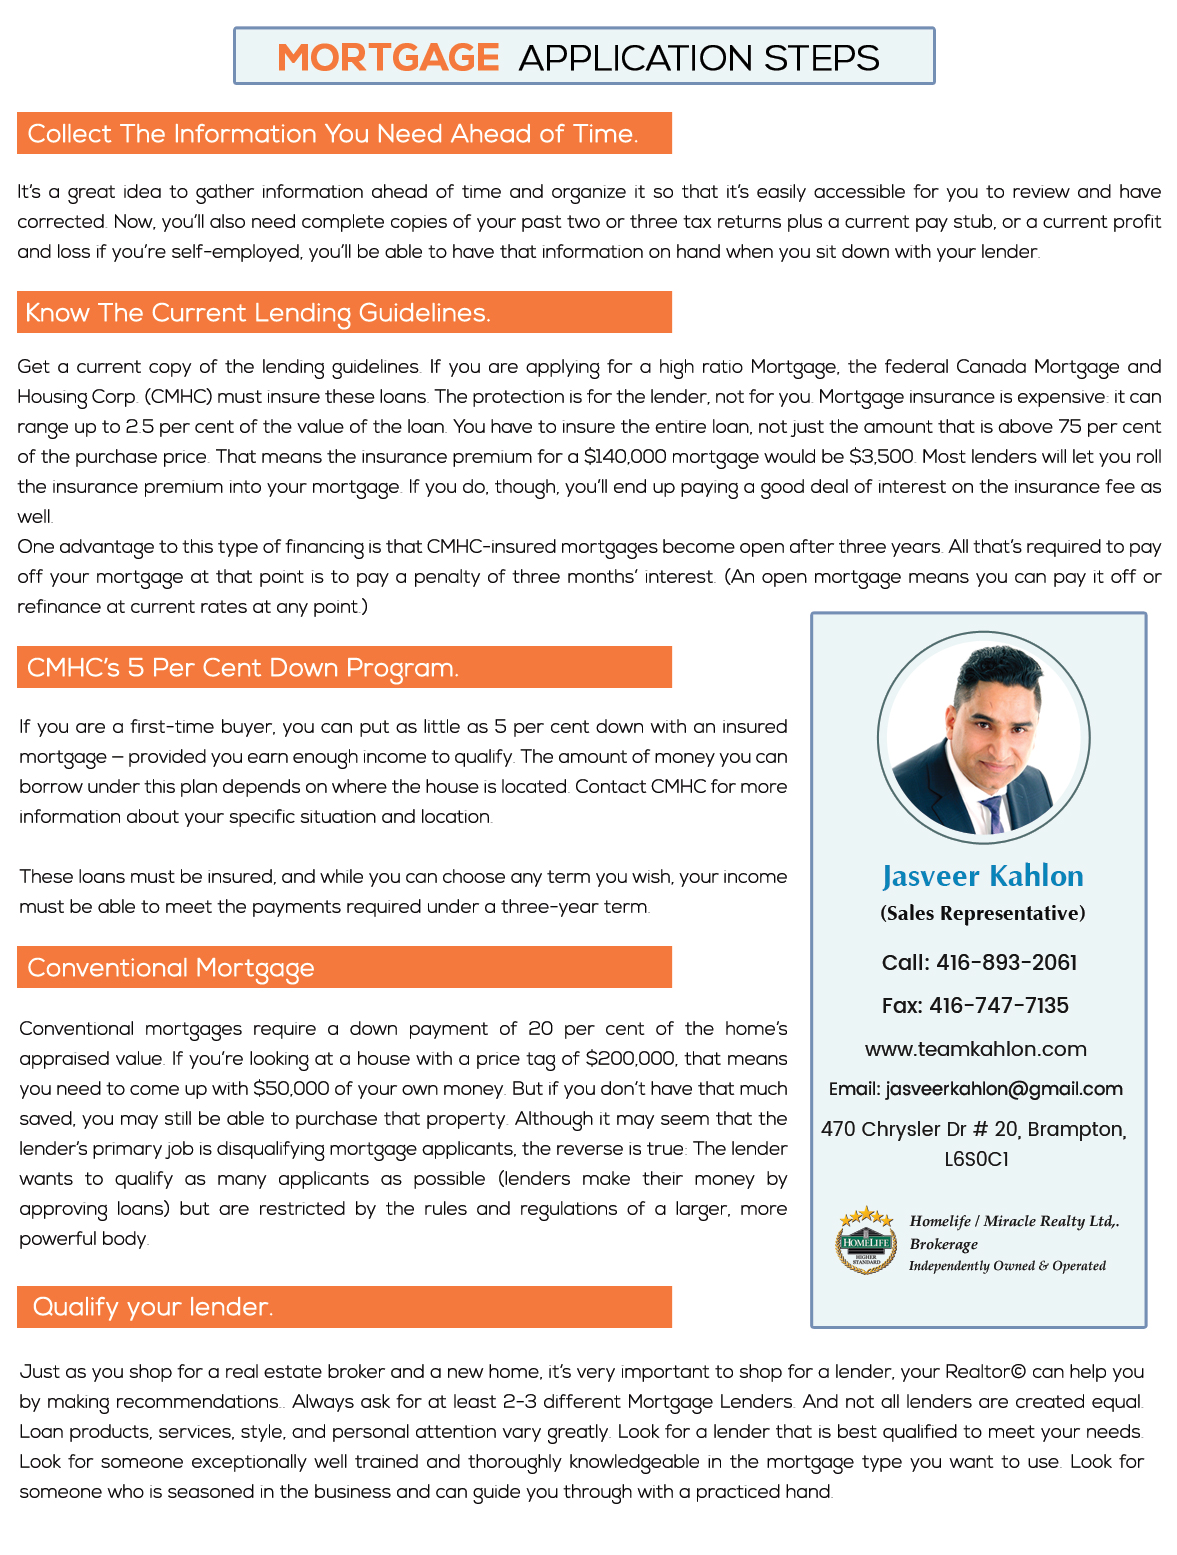 MORTGAGE APPLICATION STEPS
Collect The Information You Need Ahead of Time.
It's a great idea to gather information ahead of time and organize it so that it's easily accessible for you to review and have
corrected. Now, you'll also need complete copies of your past two or three tax returns plus a current pay stub, or a current profit
and loss if you're self-employed, you'll be able to have that information on hand when you sit down with your lender.
Know The Current Lending Guidelines.
Get a current copy of the lending guidelines. If you are applying for a high ratio Mortgage, the federal Canada Mortgage and
Housing Corp. (CMHC) must insure these loans. The protection is for the lender, not for you. Mortgage insurance is expensive: it can
range up to 2.5 per cent of the value of the loan. You have to insure the entire loan, not just the amount that is above 75 per cent
of the purchase price. That means the insurance premium for a $140,000 mortgage would be $3,500. Most lenders will let you roll
the insurance premium into your mortgage. If you do, though, you'll end up paying a good deal of interest on the insurance fee as
well.
One advantage to this type of financing is that CMHC-insured mortgages become open after three years. All that's required to pay
off your mortgage at that point is to pay a penalty of three months' interest. (An open mortgage means you can pay it off or
refinance at current rates at any point.)
CMHC's 5 Per Cent Down Program.
If you are a first-time buyer, you can put as little as 5 per cent down with an insured
mortgage – provided you earn enough income to qualify. The amount of money you can
borrow under this plan depends on where the house is located. Contact CMHC for more
information about your specific situation and location.
These loans must be insured, and while you can choose any term you wish, your income
must be able to meet the payments required under a three-year term.
Conventional Mortgage
Conventional mortgages require a down payment of 20 per cent of the home's
appraised value. If you're looking at a house with a price tag of $200,000, that means
you need to come up with $50,000 of your own money. But if you don't have that much
saved, you may still be able to purchase that property. Although it may seem that the
lender's primary job is disqualifying mortgage applicants, the reverse is true: The lender
wants to qualify as many applicants as possible (lenders make their money by
approving loans) but are restricted by the rules and regulations of a larger, more
powerful body.
Jasveer Kahlon
(Sales Representative)
Call: 416-893-2061
Fax: 416-747-7135
www.teamkahlon.com
Email: jasveerkahlon@gmail.com
470 Chrysler Dr # 20, Brampton,
L6S0C1
HOMELIFE
HIGHER
STANDARD
Homelife / Miracle Realty Ltd,.
Brokerage
Independently Owned & Operated
Qualify your lender.
Just as you shop for a real estate broker and a new home, it's very important to shop for a lender, your Realtor© can help you
by making recommendations.. Always ask for at least 2-3 different Mortgage Lenders. And not all lenders are created equal.
Loan products, services, style, and personal attention vary greatly. Look for a lender that is best qualified to meet your needs.
Look for someone exceptionally well trained and thoroughly knowledgeable in the mortgage type you want to use. Look for
someone who is seasoned in the business and can guide you through with a practiced hand.